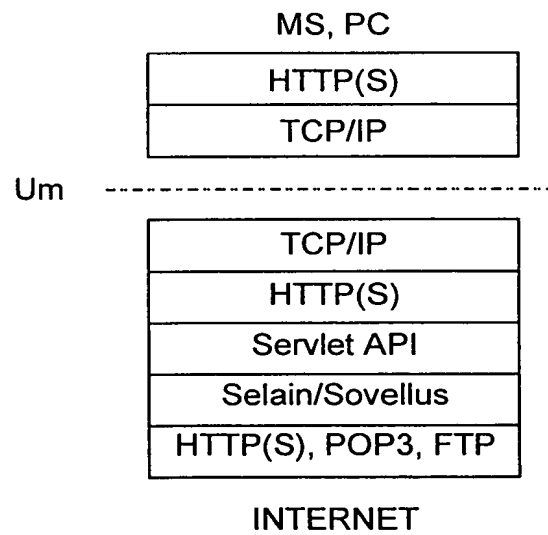 MS, PC
HTTP(S)
TCP/IP
Um
TCP/IP
HTTP(S)
Servlet API
Selain/Sovellus
HTTP(S), POP3, FTP
INTERNET